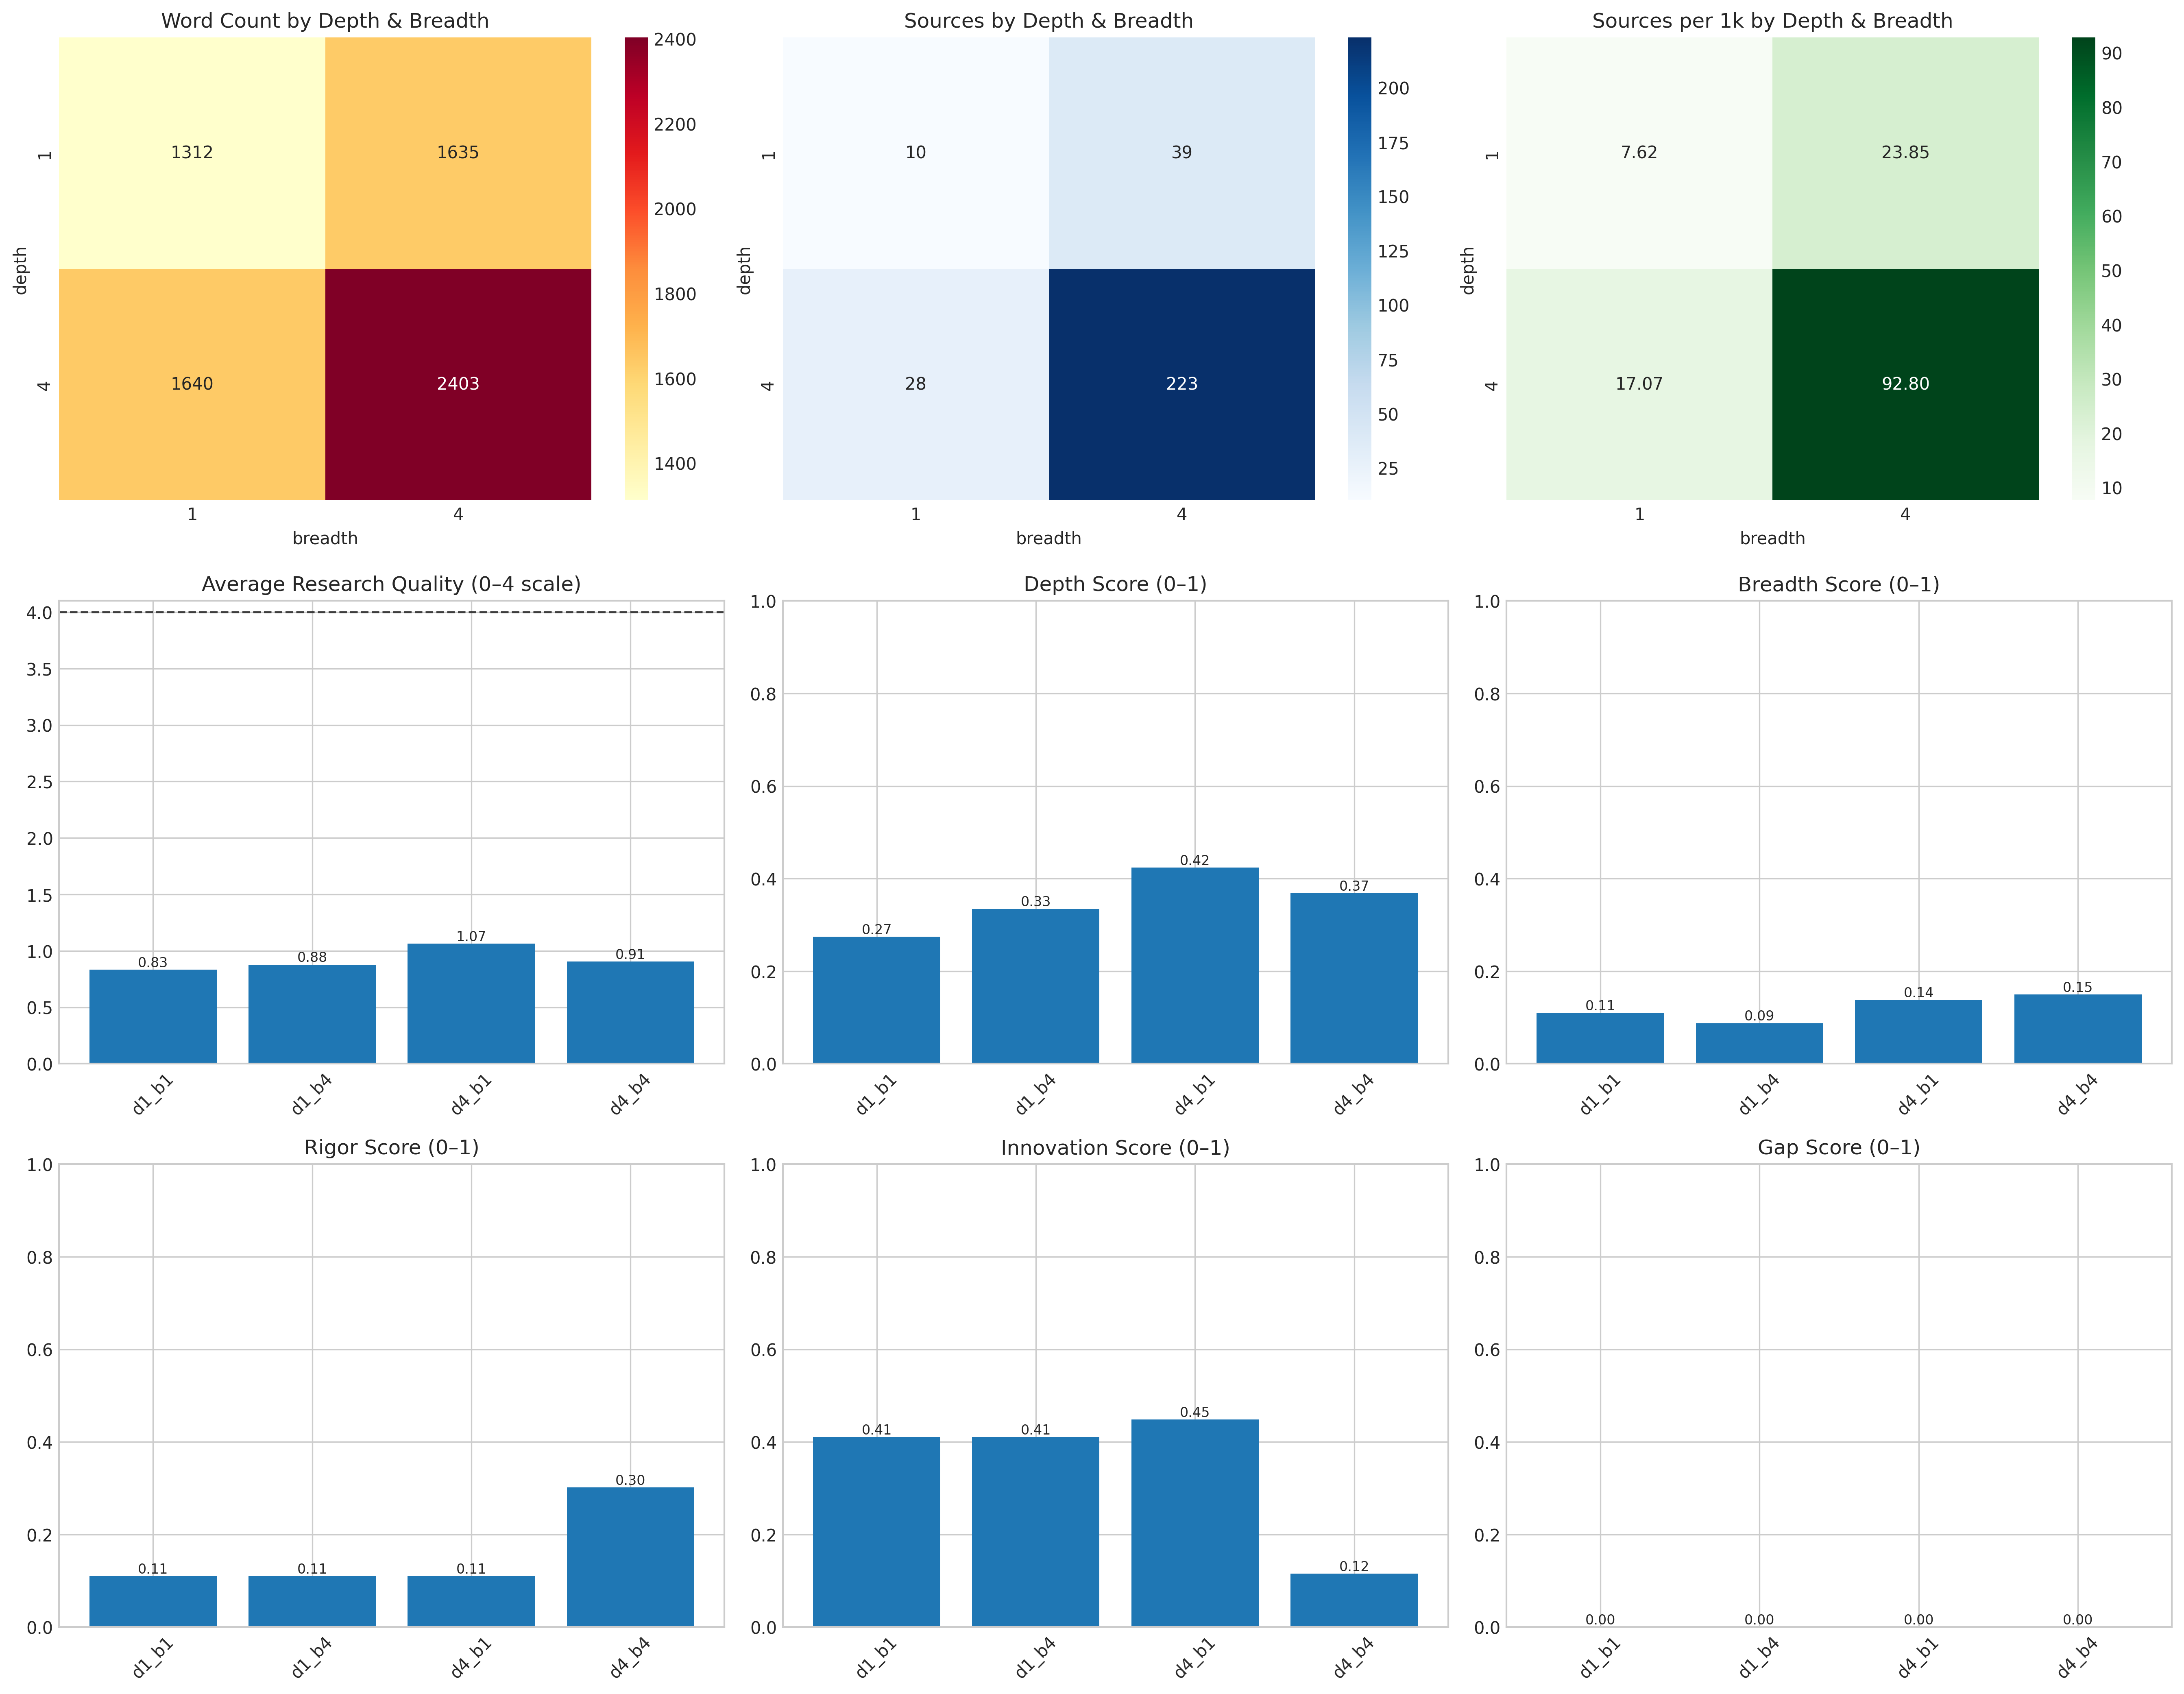 Word Count by Depth & Breadth
2400
2200
2000
1800
1600
1400
1312
1635
1640
2403
1
4
depth
1
4
breadth
Sources by Depth & Breadth
200
175
150
125
100
75
50
25
10
39
28
223
1
4
depth
1
4
breadth
Sources per 1k by Depth & Breadth
90
80
70
60
50
40
30
20
10
7.62
23.85
17.07
92.80
1
4
depth
1
4
breadth
Average Research Quality (0–4 scale)
4.0
3.5
3.0
2.5
2.0
1.5
1.0
0.5
0.0
0.83
0.88
1.07
0.91
d1_b1
d1_b4
d4_b1
d4_b4
Depth Score (0–1)
1.0
0.8
0.6
0.4
0.2
0.0
0.27
0.33
0.42
0.37
d1_b1
d1_b4
d4_b1
d4_b4
Breadth Score (0–1)
1.0
0.8
0.6
0.4
0.2
0.0
0.11
0.09
0.14
0.15
d1_b1
d1_b4
d4_b1
d4_b4
Rigor Score (0–1)
1.0
0.8
0.6
0.4
0.2
0.0
0.11
0.11
0.11
0.30
d1_b1
d1_b4
d4_b1
d4_b4
Innovation Score (0–1)
1.0
0.8
0.6
0.4
0.2
0.0
0.41
0.41
0.45
0.12
d1_b1
d1_b4
d4_b1
d4_b4
Gap Score (0–1)
1.0
0.8
0.6
0.4
0.2
0.0
0.00
0.00
0.00
0.00
d1_b1
d1_b4
d4_b1
d4_b4